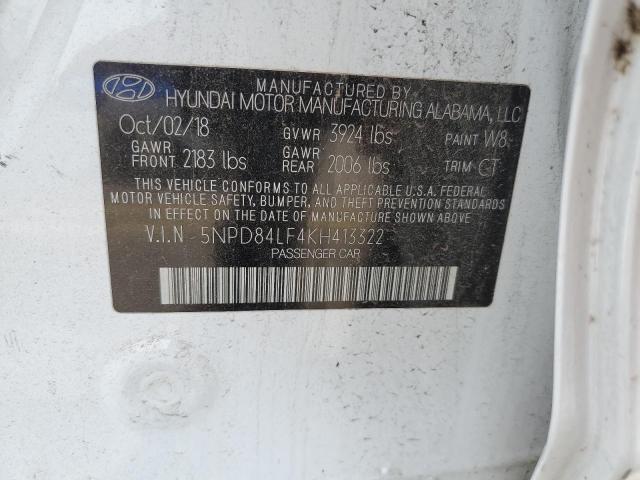 MANUFACTURED BY
HYUNDAI MOTOR MANUFACTURING ALABAMA, LLC
Oct/02/18 GVWR 3924 lbs PAINT W8
GAWR FRONT 2183 lbs GAWR REAR 2006 lbs TRIM CT
THIS VEHICLE CONFORMS TO ALL APPLICABLE U.S.A. FEDERAL
MOTOR VEHICLE SAFETY, BUMPER, AND THEFT PREVENTION STANDARDS
IN EFFECT ON THE DATE OF MANUFACTURE SHOWN ABOVE.
V.I.N - 5NPD84LF4KH413322
PASSENGER CAR